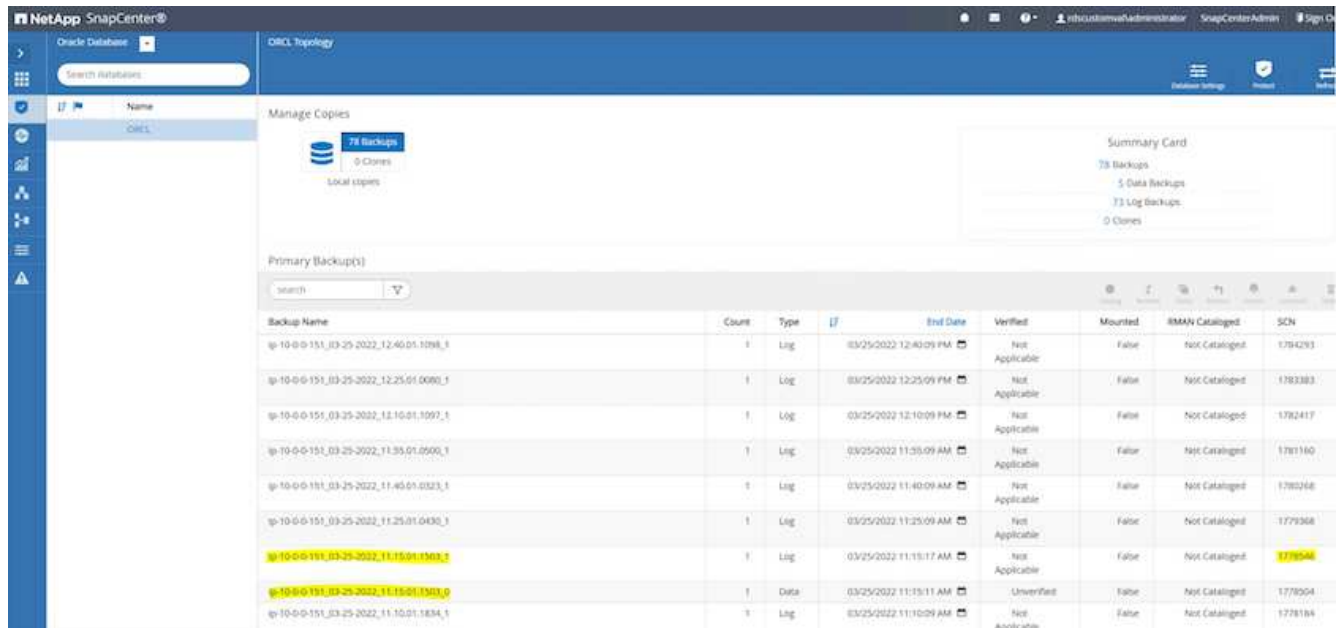 NetApp SnapCenter®
rdscustomval\administrator SnapCenterAdmin Sign O
Oracle Database
ORCL Topology
Search databases
Database Settings
Protect
Refresh
Name
ORCL
Manage Copies
78 Backups
0 Clones
Local copies
Summary Card
78 Backups
5 Data Backups
73 Log Backups
0 Clones
Primary Backup(s)
search
Backup Name Count Type End Date Verified Mounted RMAN Cataloged SCN
ip-10-0-0-151_03-25-2022_12.40.01.1098_1 1 Log 03/25/2022 12:40:09 PM Not Applicable False Not Cataloged 1784293
ip-10-0-0-151_03-25-2022_12.25.01.0080_1 1 Log 03/25/2022 12:25:09 PM Not Applicable False Not Cataloged 1783383
ip-10-0-0-151_03-25-2022_12.10.01.1097_1 1 Log 03/25/2022 12:10:09 PM Not Applicable False Not Cataloged 1782417
ip-10-0-0-151_03-25-2022_11.55.01.0500_1 1 Log 03/25/2022 11:55:09 AM Not Applicable False Not Cataloged 1781160
ip-10-0-0-151_03-25-2022_11.40.01.0323_1 1 Log 03/25/2022 11:40:09 AM Not Applicable False Not Cataloged 1780268
ip-10-0-0-151_03-25-2022_11.25.01.0430_1 1 Log 03/25/2022 11:25:09 AM Not Applicable False Not Cataloged 1779368
ip-10-0-0-151_03-25-2022_11.15.01.1503_1 1 Log 03/25/2022 11:15:17 AM Not Applicable False Not Cataloged 1778546
ip-10-0-0-151_03-25-2022_11.15.01.1503_0 1 Data 03/25/2022 11:15:11 AM Unverified False Not Cataloged 1778504
ip-10-0-0-151_03-25-2022_11.10.01.1834_1 1 Log 03/25/2022 11:10:09 AM Not Applicable False Not Cataloged 1778184